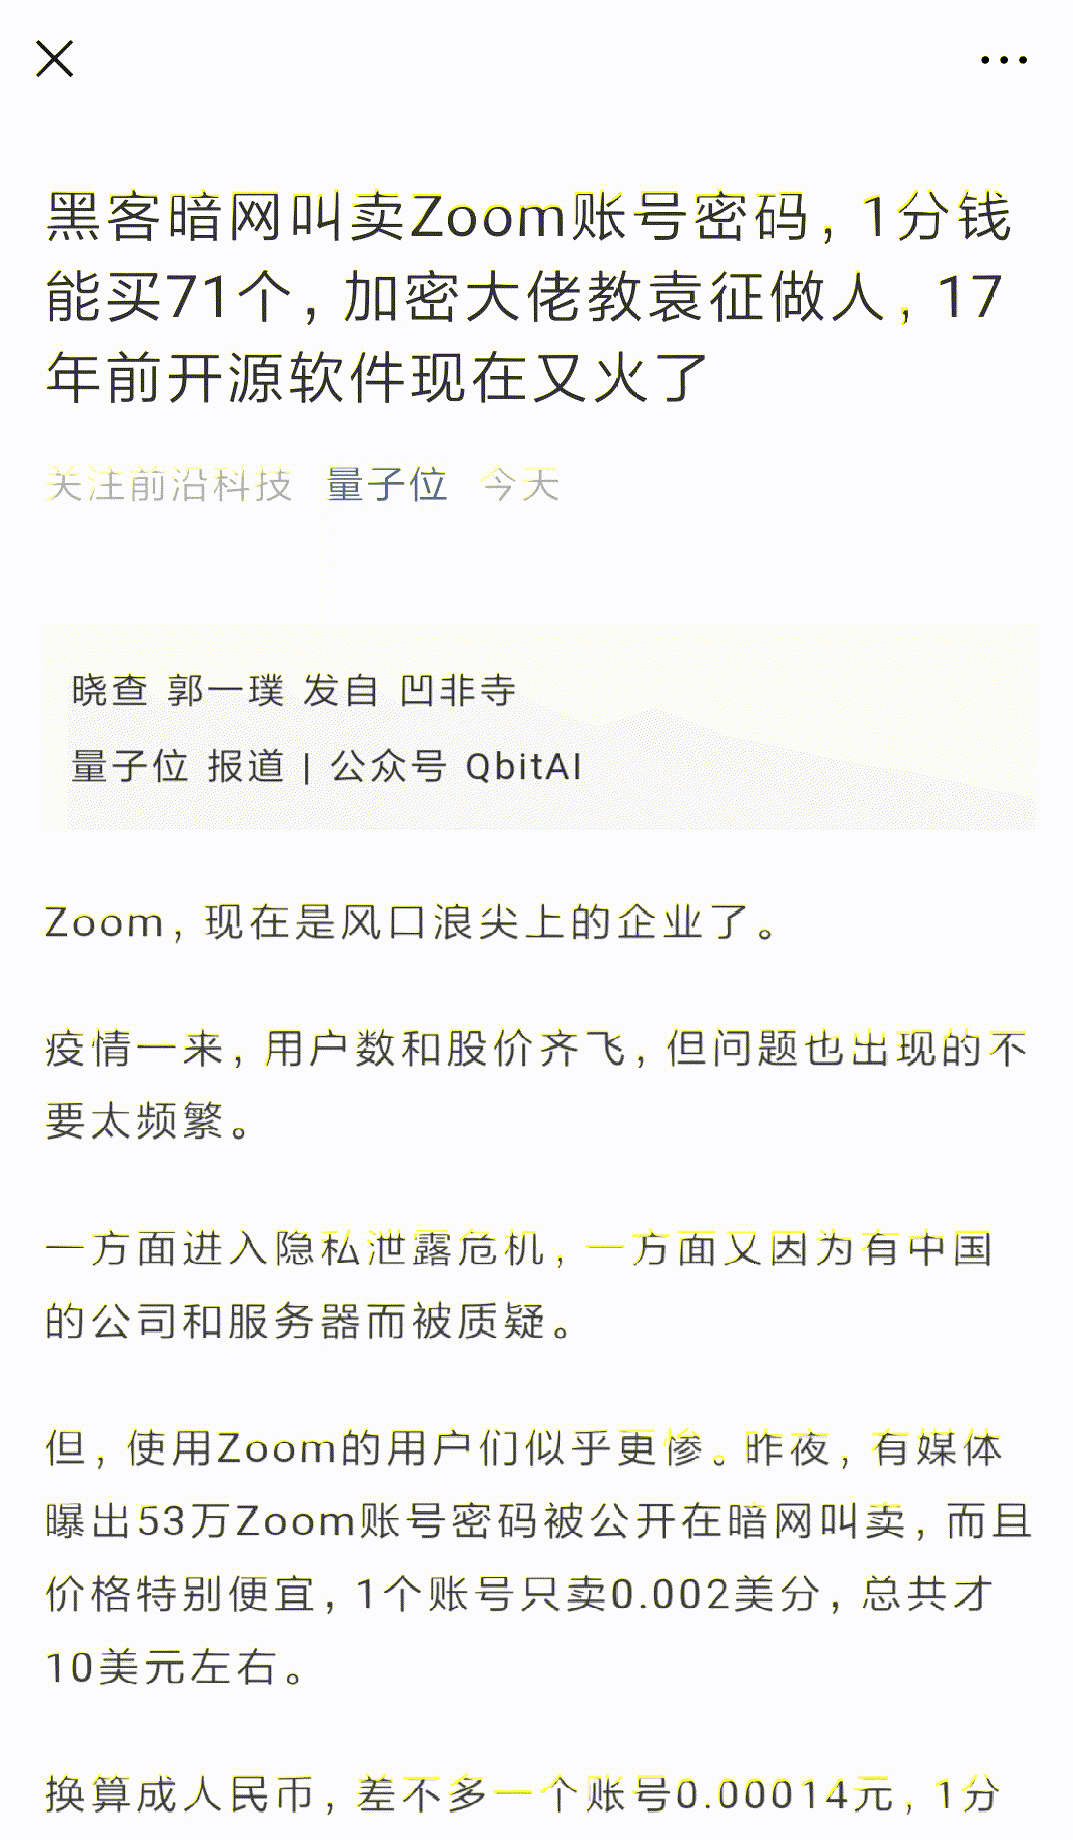 黑客暗网叫卖Zoom账号密码，1分钱
能买71个，加密大佬教袁征做人，17
年前开源软件现在又火了
关注前沿科技 量子位 今天
晓查 郭一璞 发自 凹非寺
量子位 报道 | 公众号 QbitAI
Zoom，现在是风口浪尖上的企业了。
疫情一来，用户数和股价齐飞，但问题也出现的不
要太频繁。
一方面进入隐私泄露危机，一方面又因为有中国
的公司和服务器而被质疑。
但，使用Zoom的用户们似乎更惨。昨夜，有媒体
曝出53万Zoom账号密码被公开在暗网叫卖，而且
价格特别便宜，1个账号只卖0.002美分，总共才
10美元左右。
换算成人民币，差不多一个账号0.00014元，1分